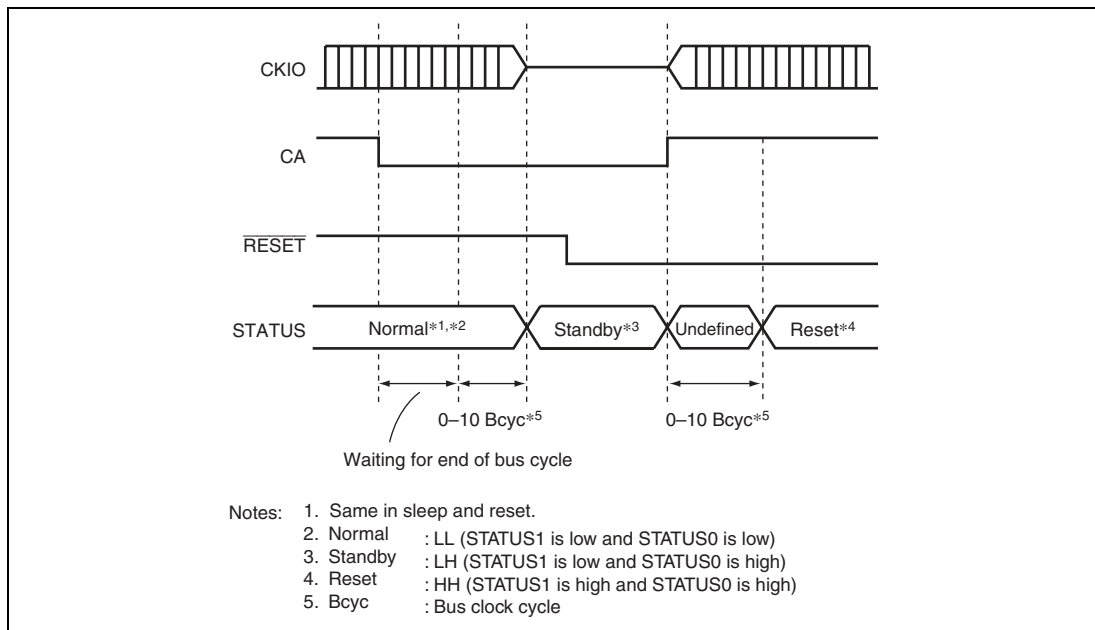 CKIO
CA
RESET
STATUS
Normal*1,*2
Standby*3
Undefined
Reset*4
0–10 Bcyc*5
0–10 Bcyc*5
Waiting for end of bus cycle
Notes: 1. Same in sleep and reset.
2. Normal : LL (STATUS1 is low and STATUS0 is low)
3. Standby : LH (STATUS1 is low and STATUS0 is high)
4. Reset : HH (STATUS1 is high and STATUS0 is high)
5. Bcyc : Bus clock cycle